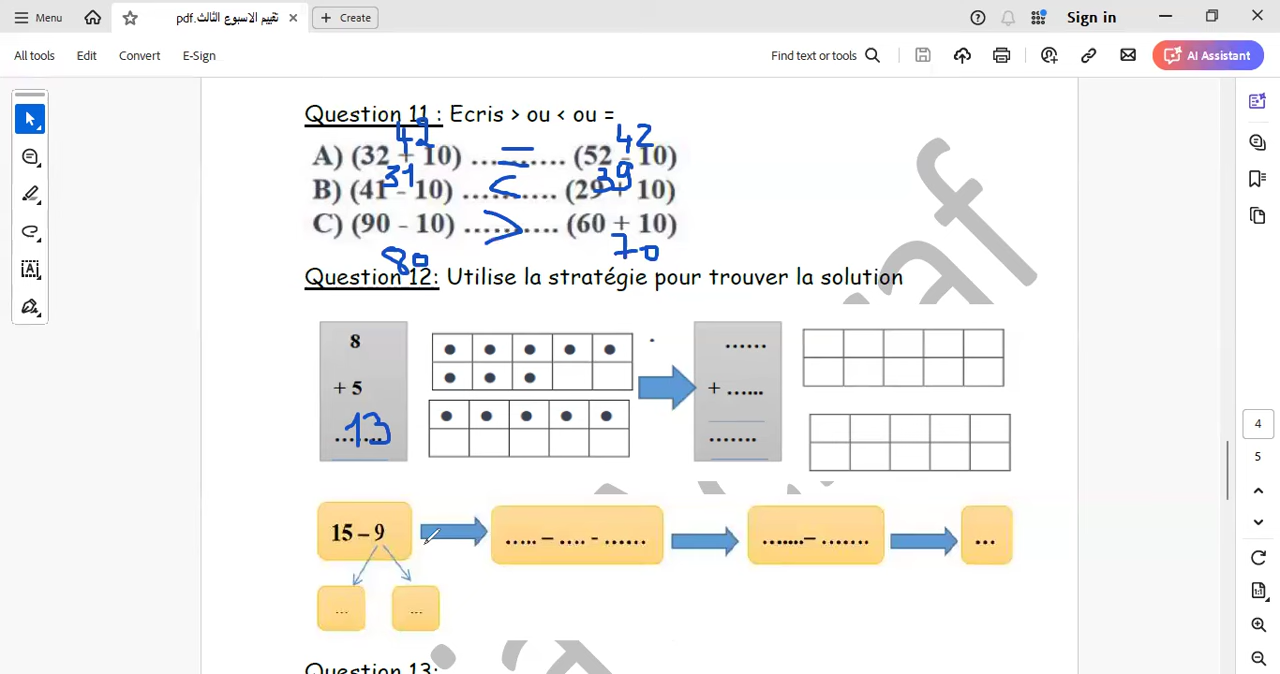 Menu
تقييم الاسبوع الثالث.pdf
Create
Sign in
All tools
Edit
Convert
E-Sign
Find text or tools
AI Assistant
Question 11 : Ecris > ou < ou =
42 42
A) (32 + 10) .......... = (52 - 10)
31 39
B) (41 - 10) .......... < (29 + 10)
C) (90 - 10) .......... > (60 + 10)
80 70
Question 12: Utilise la stratégie pour trouver la solution
8
+ 5
13
.......
......
+ ......
.......
15 – 9
..... – .... - ......
.......– .......
...
...
...
Question 13:
4
5